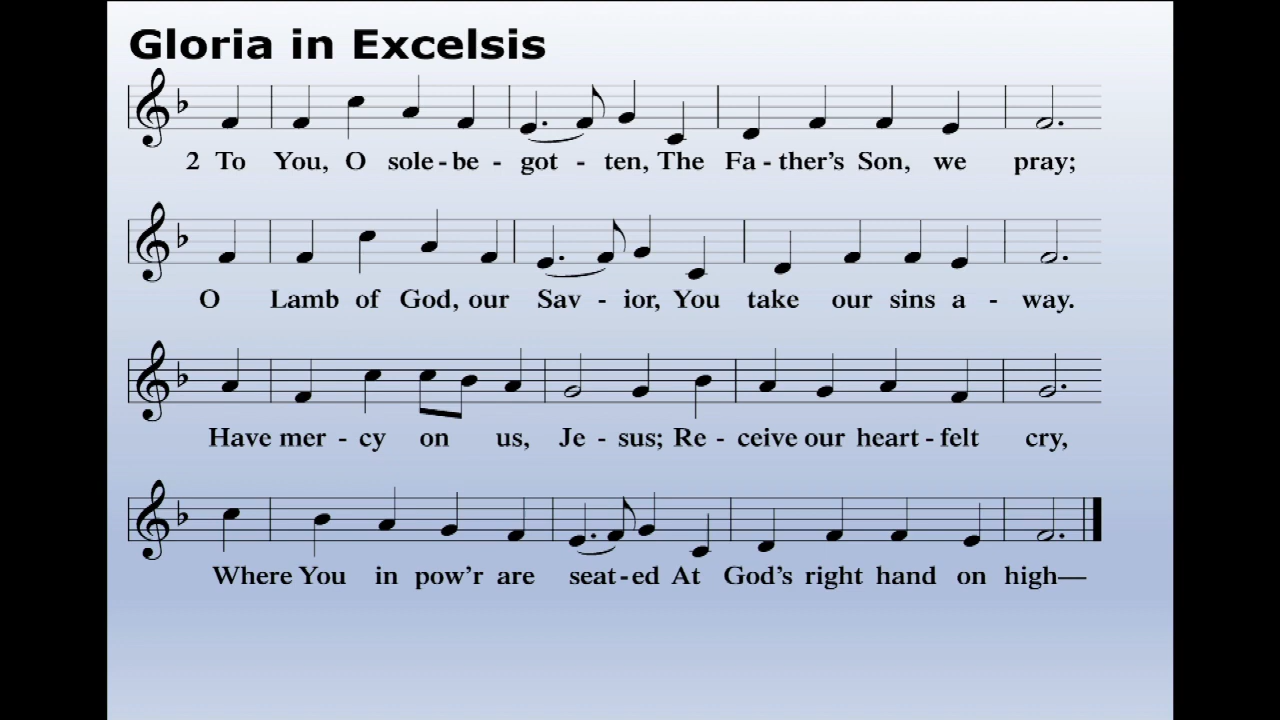 Gloria in Excelsis
2 To You, O sole - be - got - ten, The Fa - ther's Son, we pray;
O Lamb of God, our Sav - ior, You take our sins a - way.
Have mer - cy on us, Je - sus; Re - ceive our heart - felt cry,
Where You in pow'r are seat - ed At God's right hand on high—